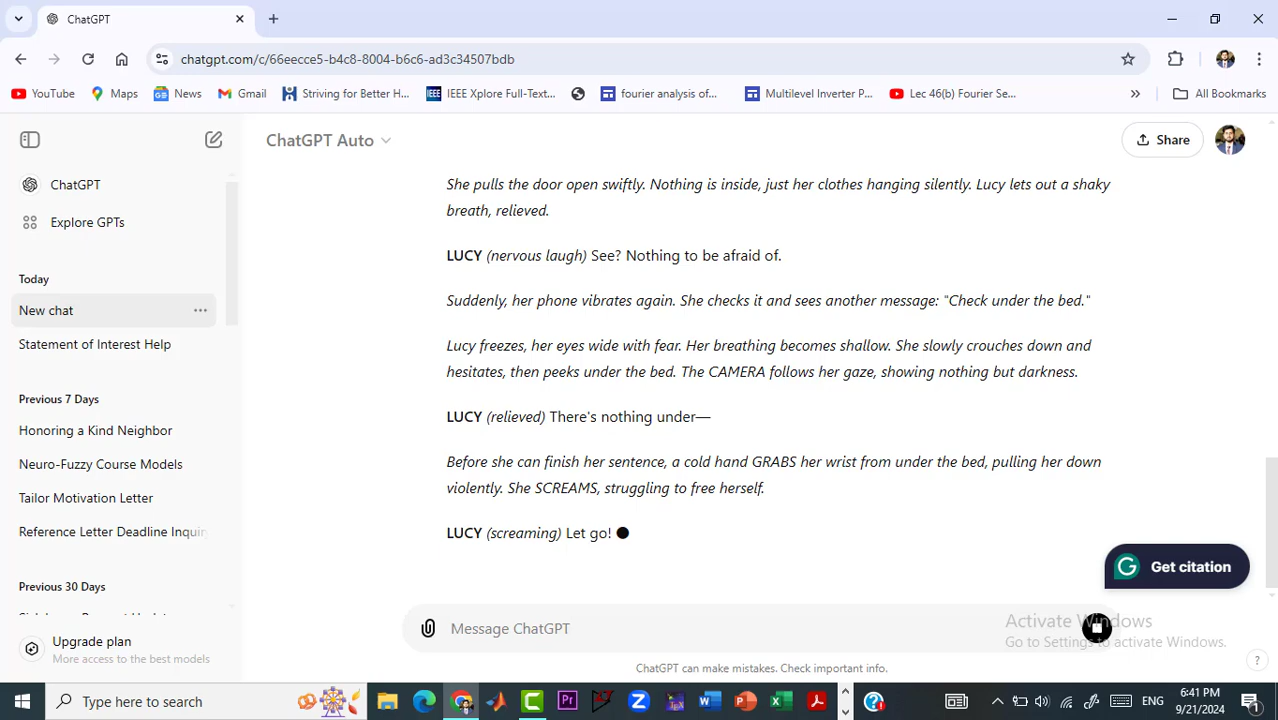 ChatGPT
chatgpt.com/c/66eecce5-b4c8-8004-b6c6-ad3c34507bdb
YouTube
Maps
News
Gmail
Striving for Better H...
IEEE Xplore Full-Text...
fourier analysis of...
Multilevel Inverter P...
Lec 46(b) Fourier Se...
All Bookmarks
ChatGPT Auto
Share
ChatGPT
Explore GPTs
Today
New chat
Statement of Interest Help
Previous 7 Days
Honoring a Kind Neighbor
Neuro-Fuzzy Course Models
Tailor Motivation Letter
Reference Letter Deadline Inquir
Previous 30 Days
Upgrade plan
More access to the best models
She pulls the door open swiftly. Nothing is inside, just her clothes hanging silently. Lucy lets out a shaky
breath, relieved.
LUCY (nervous laugh) See? Nothing to be afraid of.
Suddenly, her phone vibrates again. She checks it and sees another message: "Check under the bed."
Lucy freezes, her eyes wide with fear. Her breathing becomes shallow. She slowly crouches down and
hesitates, then peeks under the bed. The CAMERA follows her gaze, showing nothing but darkness.
LUCY (relieved) There's nothing under—
Before she can finish her sentence, a cold hand GRABS her wrist from under the bed, pulling her down
violently. She SCREAMS, struggling to free herself.
LUCY (screaming) Let go!
Get citation
Message ChatGPT
Activate Windows
Go to Settings to activate Windows.
ChatGPT can make mistakes. Check important info.
?
Type here to search
ENG
6:41 PM
9/21/2024